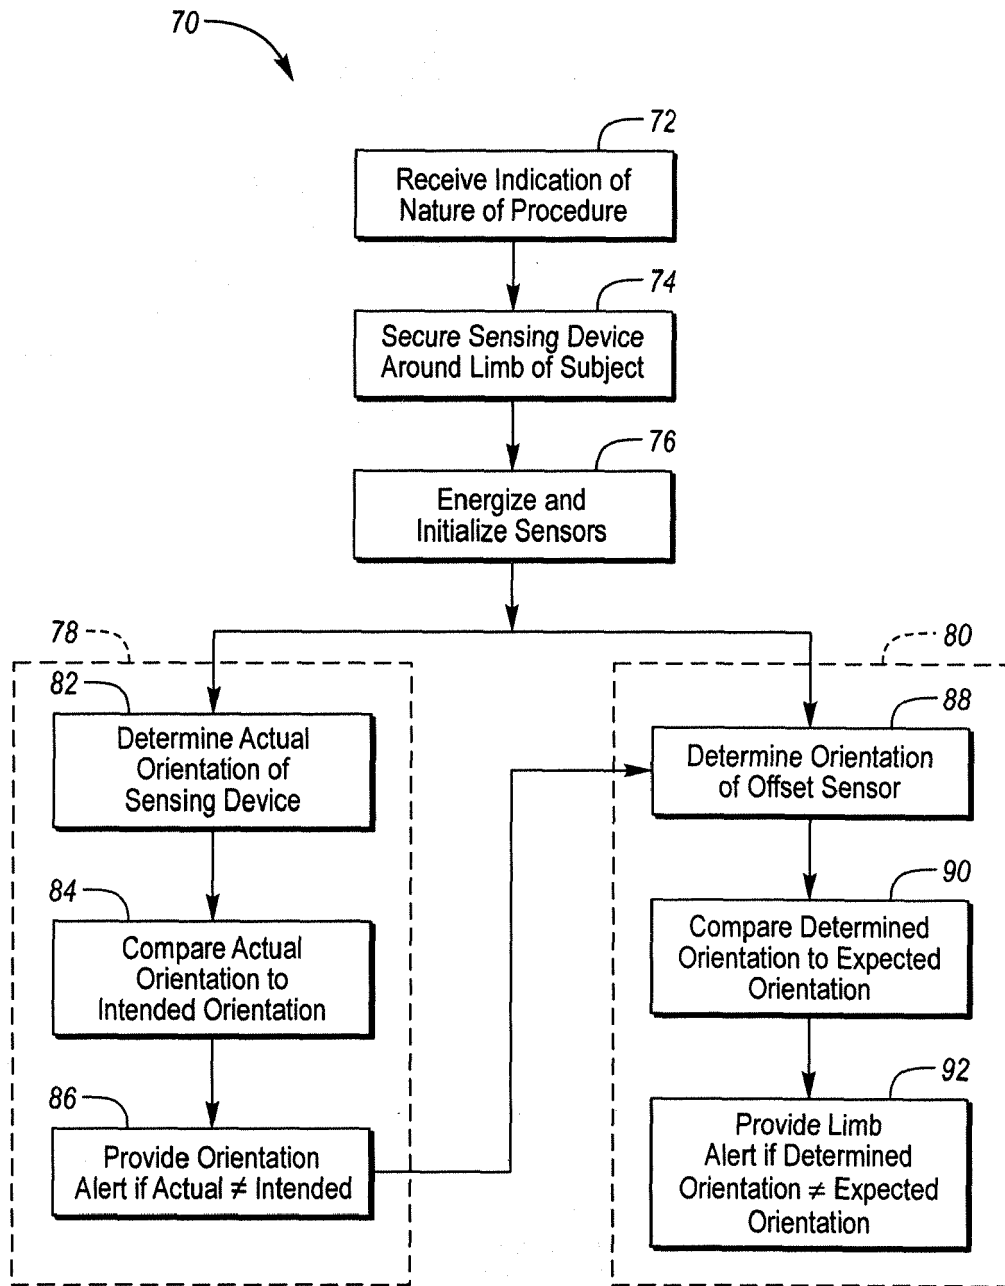 70
72
Receive Indication of
Nature of Procedure
74
Secure Sensing Device
Around Limb of Subject
76
Energize and
Initialize Sensors
78
80
82
Determine Actual
Orientation of
Sensing Device
88
Determine Orientation
of Offset Sensor
84
Compare Actual
Orientation to
Intended Orientation
90
Compare Determined
Orientation to Expected
Orientation
86
Provide Orientation
Alert if Actual ≠ Intended
92
Provide Limb
Alert if Determined
Orientation ≠ Expected
Orientation